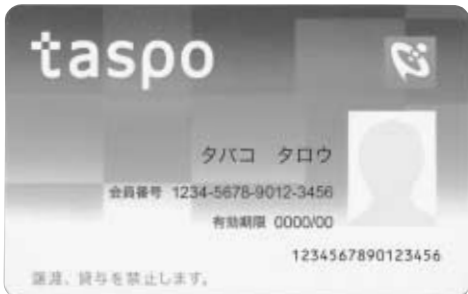 taspo
タバコ タロウ
会員番号 1234-5678-9012-3456
有効期限 0000/00
1234567890123456
譲渡、貸与を禁止します。